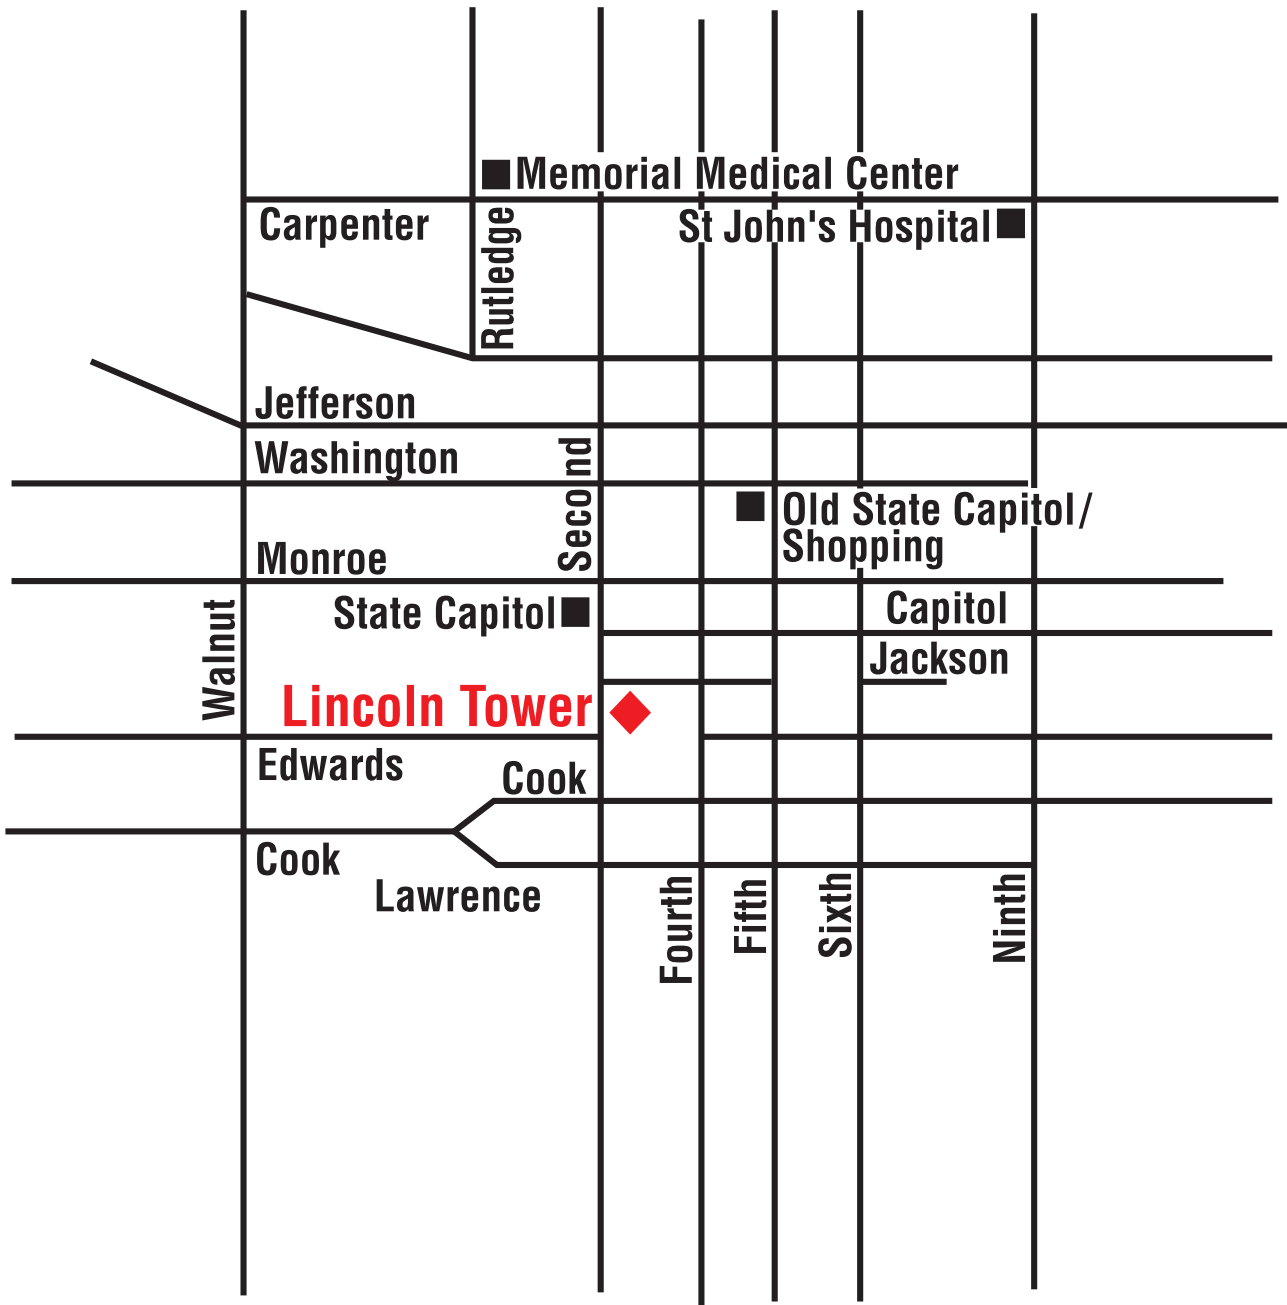 Memorial Medical Center
Carpenter
St John's Hospital
Rutledge
Jefferson
Washington
Second
Old State Capitol/
Shopping
Monroe
State Capitol
Capitol
Walnut
Jackson
Lincoln Tower
Edwards
Cook
Cook
Lawrence
Fourth
Fifth
Sixth
Ninth